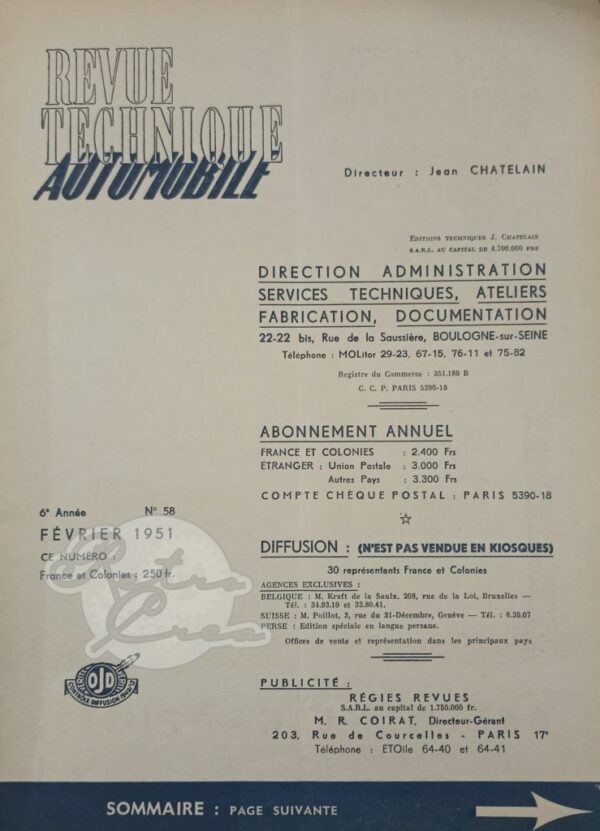 REVUE
TECHNIQUE
AUTOMOBILE
Directeur : Jean CHATELAIN
EDITIONS TECHNIQUES J. CHATELAIN
S.A.R.L. AU CAPITAL DE 4.700.000 FRS
DIRECTION ADMINISTRATION
SERVICES TECHNIQUES, ATELIERS
FABRICATION, DOCUMENTATION
22-22 bis, Rue de la Saussière, BOULOGNE-sur-SEINE
Téléphone : MOLitor 29-23, 67-15, 76-11 et 75-82
Registre du Commerce : 351.180 B
C. C. P. PARIS 5390-18
ABONNEMENT ANNUEL
FRANCE ET COLONIES : 2.400 Frs
ÉTRANGER : Union Postale : 3.000 Frs
Autres Pays : 3.300 Frs
COMPTE CHÈQUE POSTAL : PARIS 5390-18
6e Année N° 58
FÉVRIER 1951
CE NUMÉRO :
France et Colonies : 250 fr.
Retro
Crea
DIFFUSION : (N'EST PAS VENDUE EN KIOSQUES)
30 représentants France et Colonies
AGENCES EXCLUSIVES :
BELGIQUE : M. Kraft de la Saulx, 208, rue de la Loi, Bruxelles —
Tél. : 34.93.10 et 33.80.41.
SUISSE : M. Poillot, 3, rue du 31-Décembre, Genève — Tél. : 6.20.07
PERSE : Edition spéciale en langue persane.
Offices de vente et représentation dans les principaux pays
OJD
CONTRÔLE DIFFUSION
PUBLICITÉ :
RÉGIES REVUES
S.A.R.L. au capital de 1.750.000 fr.
M. R. COIRAT, Directeur-Gérant
203, Rue de Courcelles - PARIS 17e
Téléphone : ETOile 64-40 et 64-41
SOMMAIRE : PAGE SUIVANTE